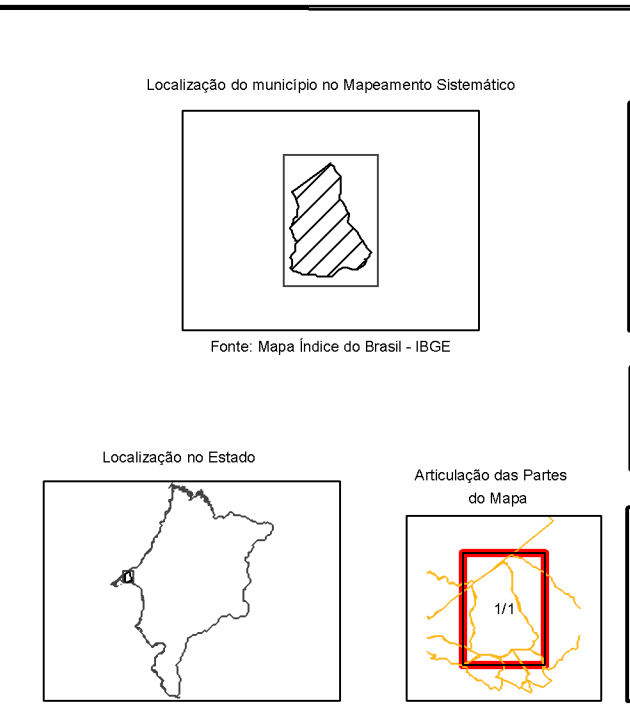 Localização do município no Mapeamento Sistemático
Fonte: Mapa Índice do Brasil - IBGE
Localização no Estado
Articulação das Partes
do Mapa
1/1